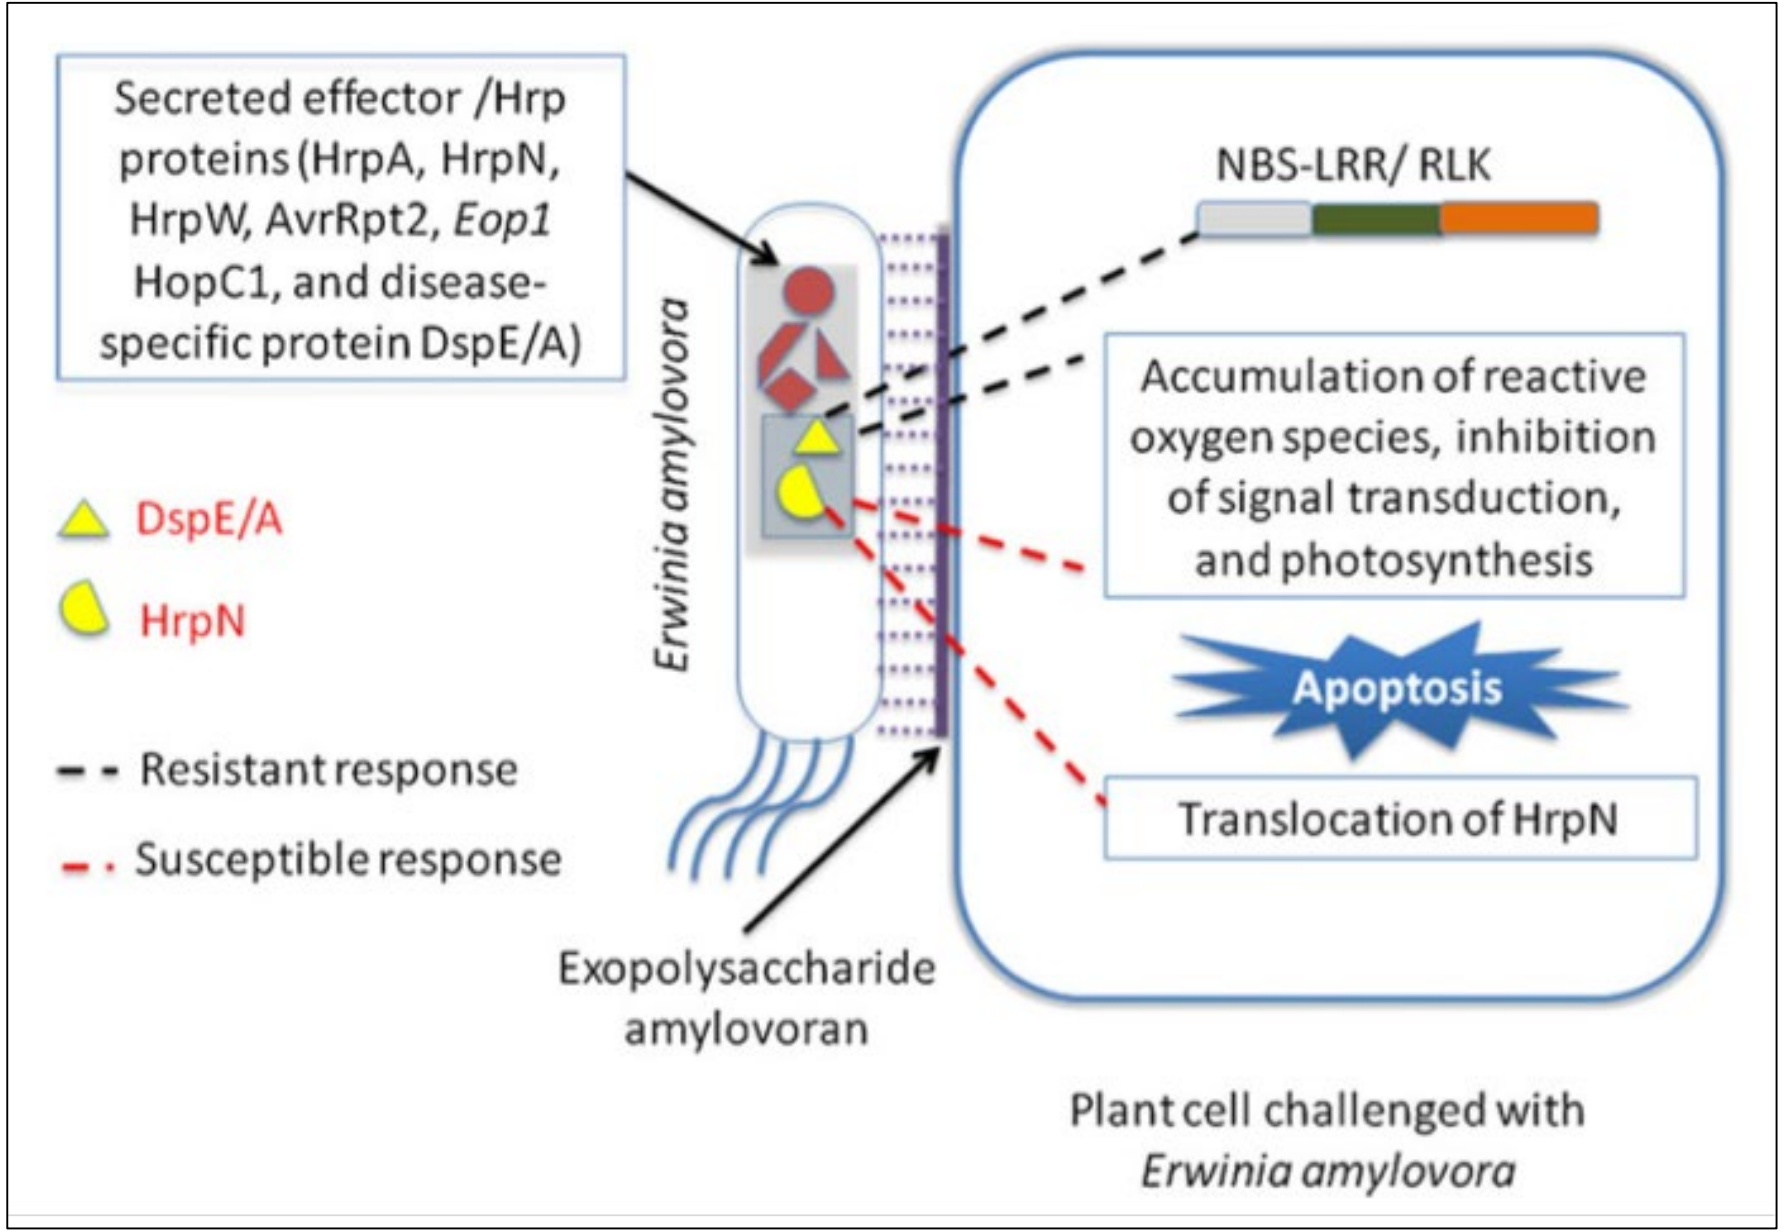 Secreted effector /Hrp
proteins (HrpA, HrpN,
HrpW, AvrRpt2, Eop1
HopC1, and disease-
specific protein DspE/A)
Erwinia amylovora
DspE/A
HrpN
Resistant response
Susceptible response
Exopolysaccharide
amylovoran
NBS-LRR/ RLK
Accumulation of reactive
oxygen species, inhibition
of signal transduction,
and photosynthesis
Apoptosis
Translocation of HrpN
Plant cell challenged with
Erwinia amylovora